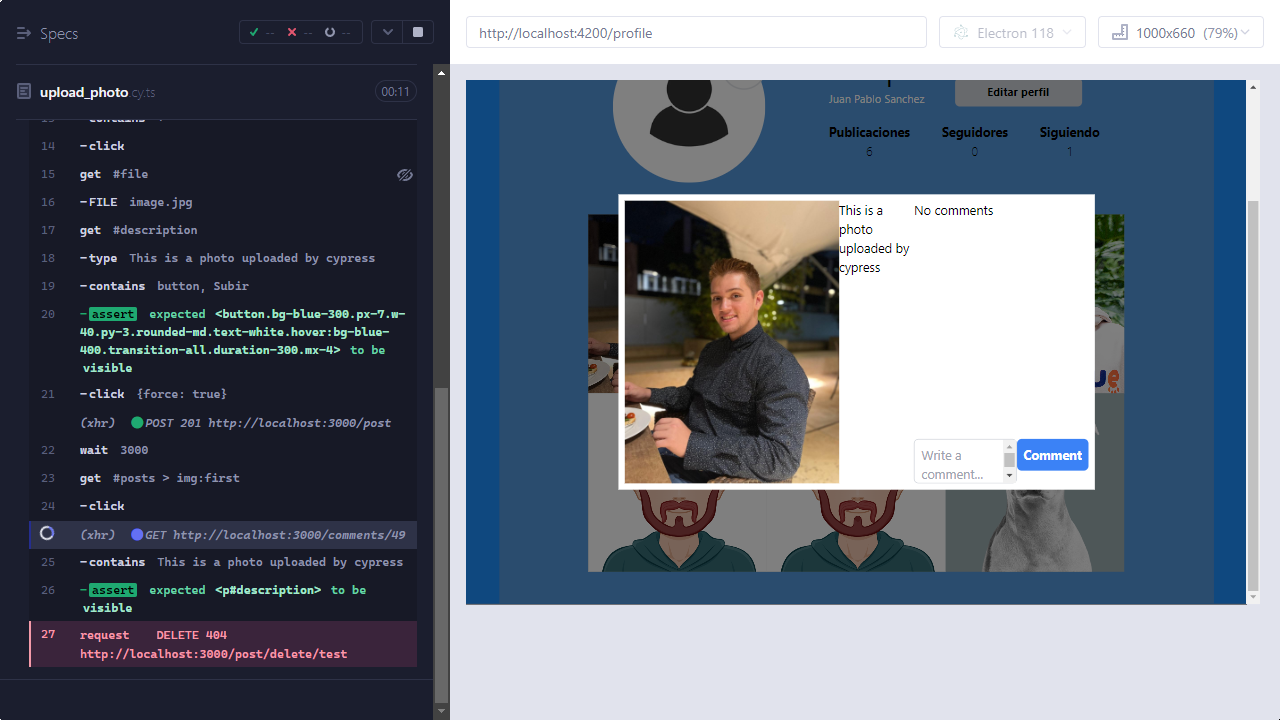 Specs
-- -- --
upload_photo.cy.ts 00:11
14 -click
15 get #file
16 -FILE image.jpg
17 get #description
18 -type This is a photo uploaded by cypress
19 -contains button, Subir
20 -assert expected <button.bg-blue-300.px-7.w-
40.py-3.rounded-md.text-white.hover:bg-blue-
400.transition-all.duration-300.mx-4> to be
visible
21 -click {force: true}
(xhr) POST 201 http://localhost:3000/post
22 wait 3000
23 get #posts > img:first
24 -click
(xhr) GET http://localhost:3000/comments/49
25 -contains This is a photo uploaded by cypress
26 -assert expected <p#description> to be
visible
27 request DELETE 404
http://localhost:3000/post/delete/test
http://localhost:4200/profile
Electron 118
1000x660 (79%)
Juan Pablo Sanchez
Editar perfil
Publicaciones Seguidores Siguiendo
6 0 1
This is a
photo
uploaded by
cypress
No comments
Write a
comment...
Comment